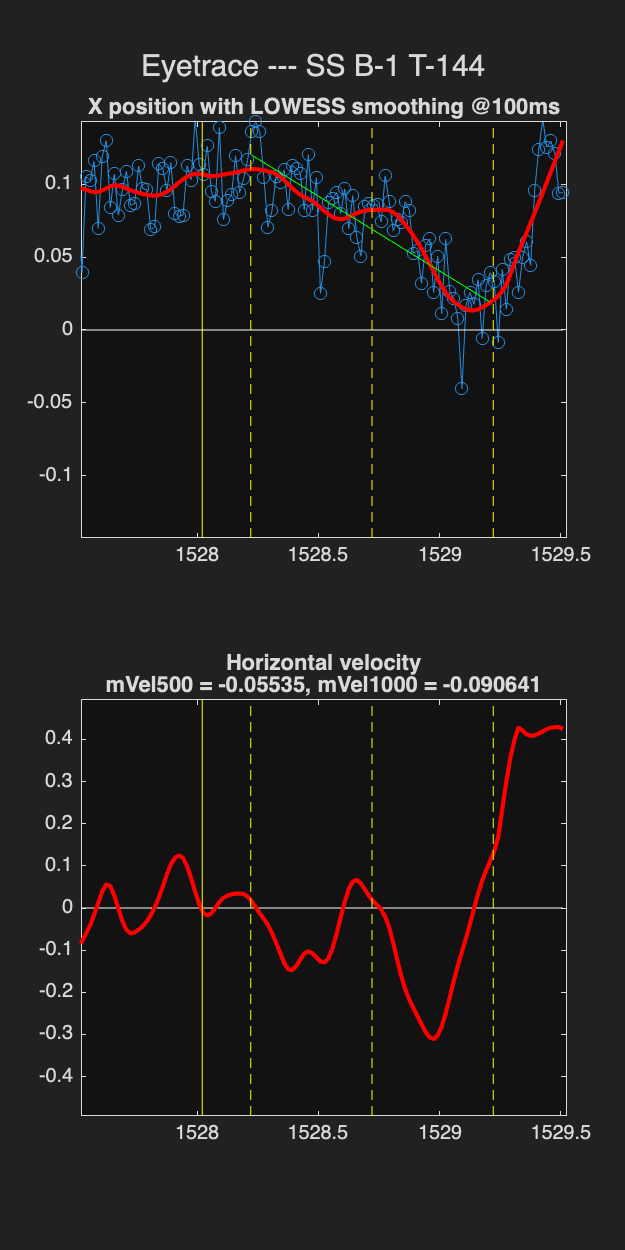 Eyetrace --- SS B-1 T-144
X position with LOWESS smoothing @100ms
0.1
0.05
0
-0.05
-0.1
1528 1528.5 1529 1529.5
Horizontal velocity
mVel500 = -0.05535, mVel1000 = -0.090641
0.4
0.3
0.2
0.1
0
-0.1
-0.2
-0.3
-0.4
1528 1528.5 1529 1529.5